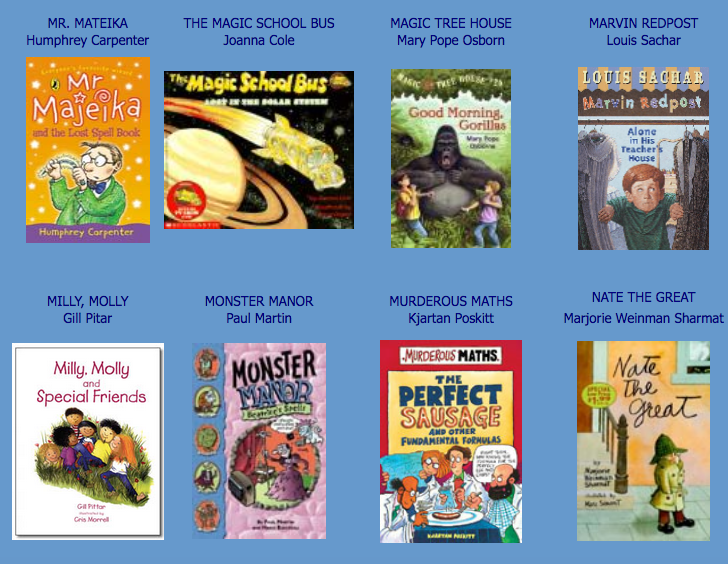 MR. MATEIKA
Humphrey Carpenter
THE MAGIC SCHOOL BUS
Joanna Cole
MAGIC TREE HOUSE
Mary Pope Osborn
MARVIN REDPOST
Louis Sachar
Mr
Majeika
and the Lost Spell Book
Humphrey Carpenter
The Magic School Bus
LOST IN THE SOLAR SYSTEM
SCHOLASTIC
MAGIC TREE HOUSE
Good Morning,
Gorillas
Mary Pope
Osborne
LOUIS SACHAR
Marvin Redpost
Alone
in His
Teacher's
House
MILLY, MOLLY
Gill Pitar
MONSTER MANOR
Paul Martin
MURDEROUS MATHS
Kjartan Poskitt
NATE THE GREAT
Marjorie Weinman Sharmat
Milly, Molly
and
Special Friends
Gill Pittar
Illustrated by
Cris Morrell
MONSTER
MANOR
Beatrice's Spells
MURDEROUS MATHS.
THE
PERFECT
SAUSAGE
AND OTHER
FUNDAMENTAL FORMULAS
KJARTAN POSKITT
Nate
The
Great
by
Marjorie
Weinman
Sharmat